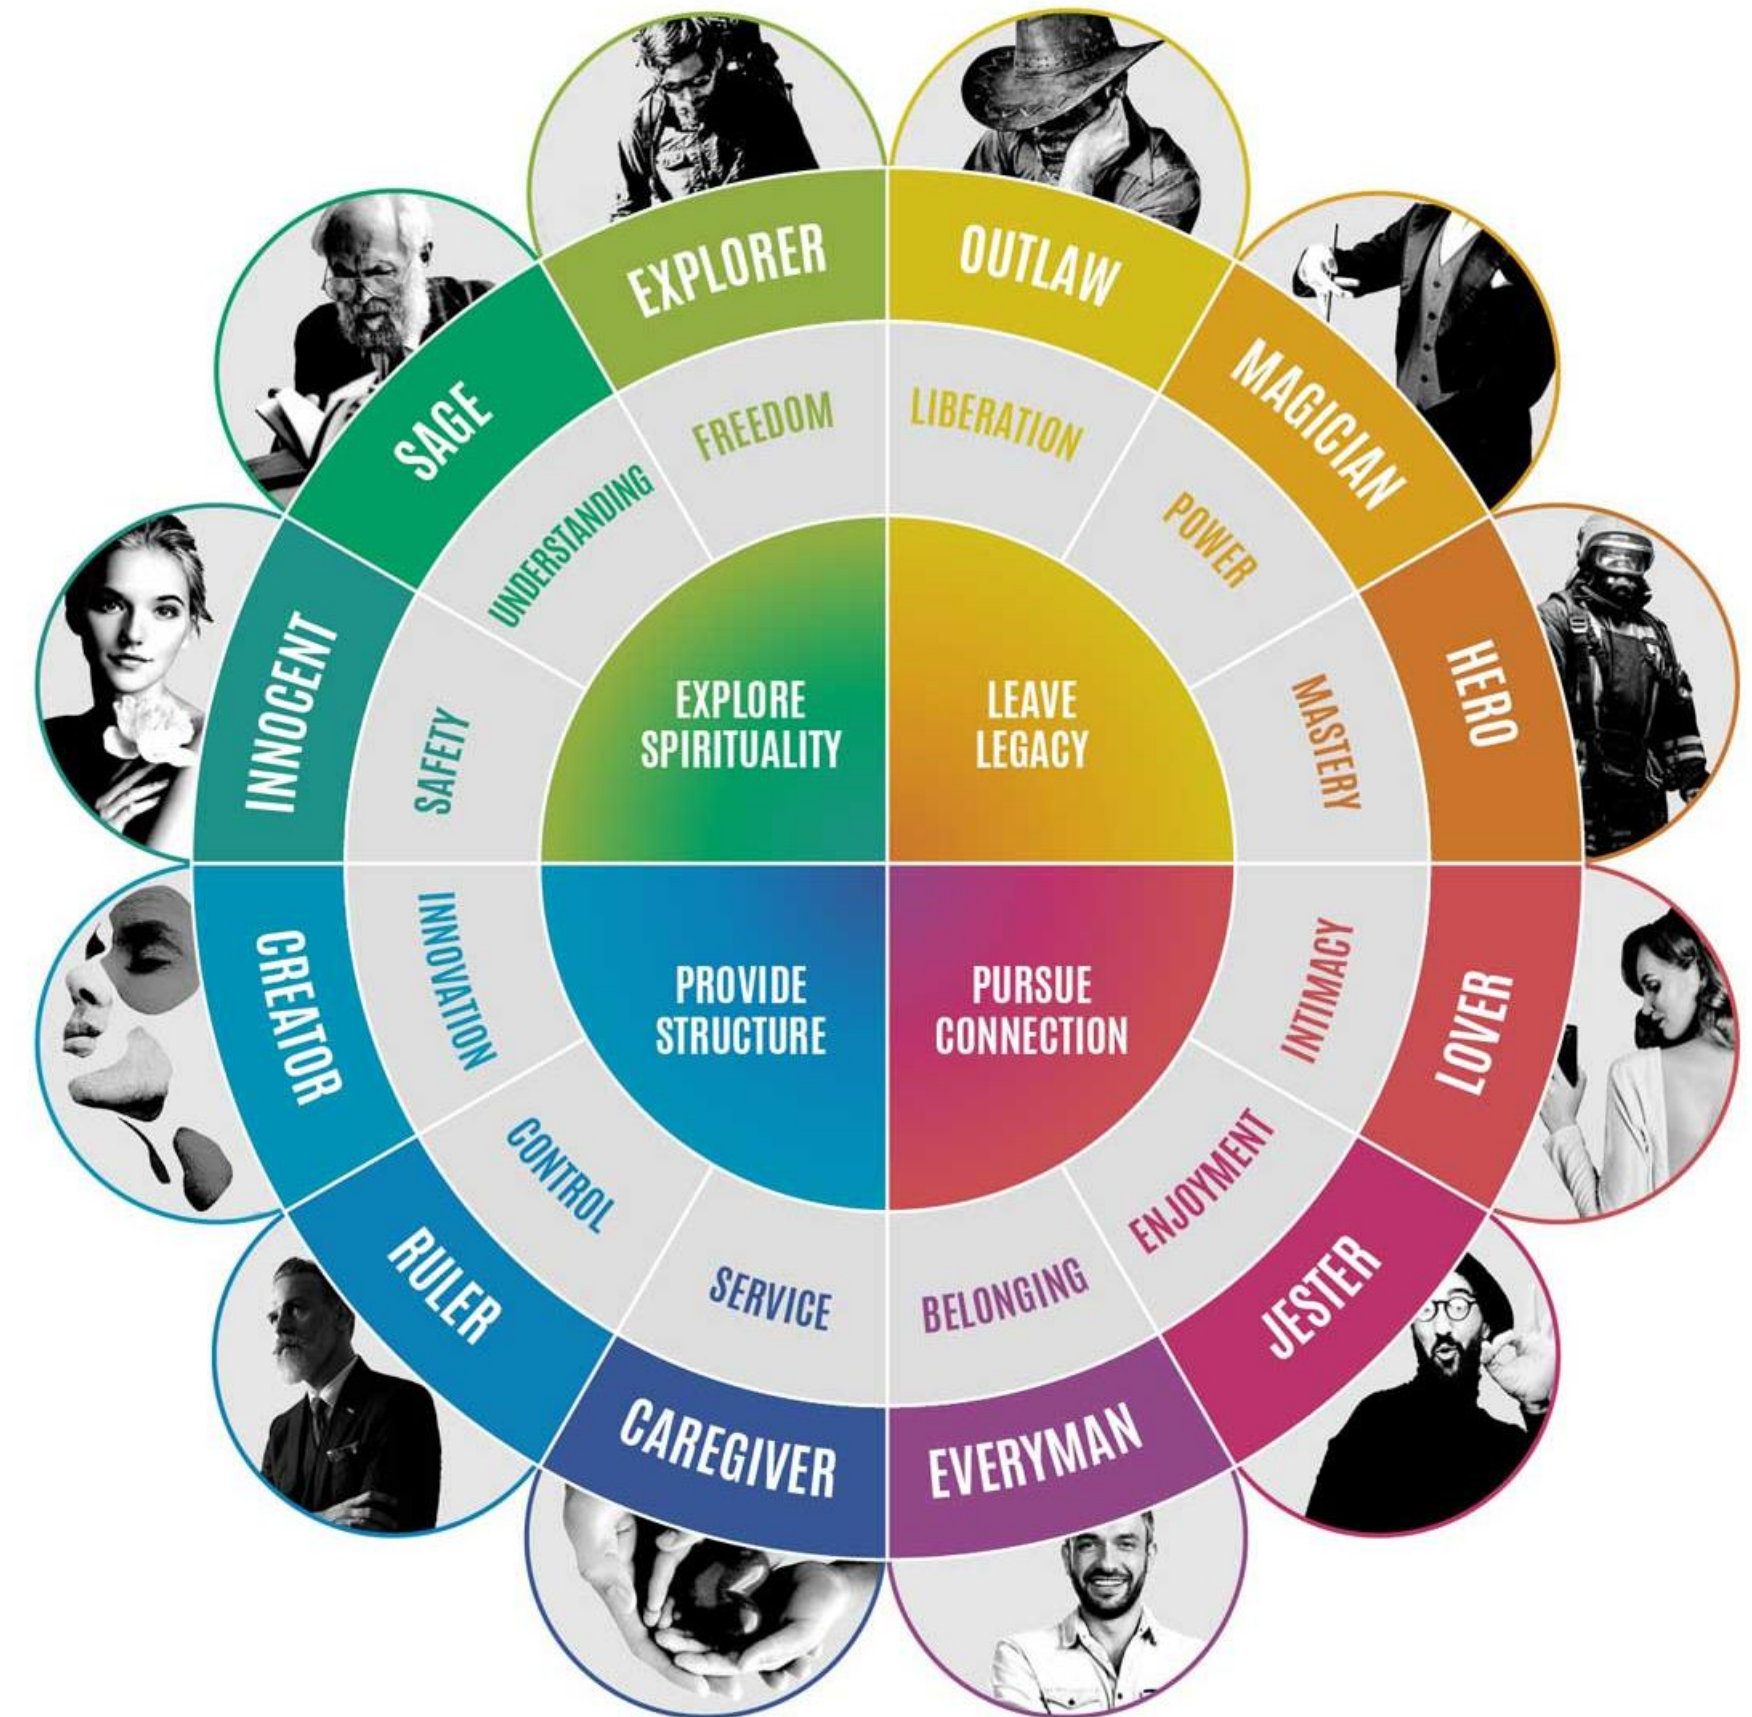 EXPLORER
OUTLAW
MAGICIAN
HERO
LOVER
JESTER
EVERYMAN
CAREGIVER
RULER
CREATOR
INNOCENT
SAGE
FREEDOM
LIBERATION
POWER
MASTERY
INTIMACY
ENJOYMENT
BELONGING
SERVICE
CONTROL
INNOVATION
SAFETY
UNDERSTANDING
EXPLORE
SPIRITUALITY
LEAVE
LEGACY
PROVIDE
STRUCTURE
PURSUE
CONNECTION